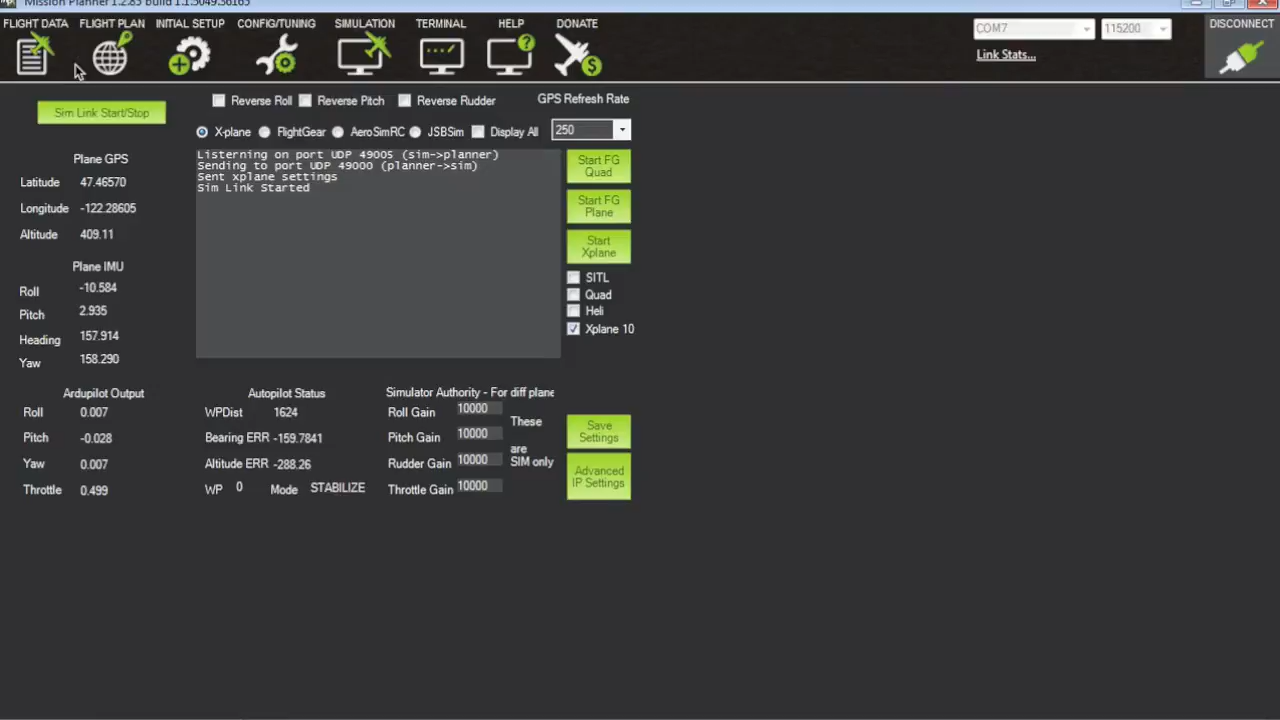 Mission Planner 1.2.83 build 1.1.5049.36165
FLIGHT DATA FLIGHT PLAN INITIAL SETUP CONFIG/TUNING SIMULATION TERMINAL HELP DONATE
COM7 115200 DISCONNECT
Link Stats...
Sim Link Start/Stop
Reverse Roll Reverse Pitch Reverse Rudder GPS Refresh Rate
X-plane FlightGear AeroSimRC JSBSim Display All 250
Listening on port UDP 49005 (sim->planner)
Sending to port UDP 49000 (planner->sim)
Sent xplane settings
Sim Link Started
Plane GPS
Latitude 47.46570
Longitude -122.28605
Altitude 409.11
Plane IMU
Roll -10.584
Pitch 2.935
Heading 157.914
Yaw 158.290
Start FG
Quad
Start FG
Plane
Start
Xplane
SITL
Quad
Heli
Xplane 10
Ardupilot Output
Roll 0.007
Pitch -0.028
Yaw 0.007
Throttle 0.499
Autopilot Status
WPDist 1624
Bearing ERR -159.7841
Altitude ERR -288.26
WP 0 Mode STABILIZE
Simulator Authority - For diff plane
Roll Gain 10000
Pitch Gain 10000
Rudder Gain 10000
Throttle Gain 10000
These
are
SIM only
Save
Settings
Advanced
IP Settings